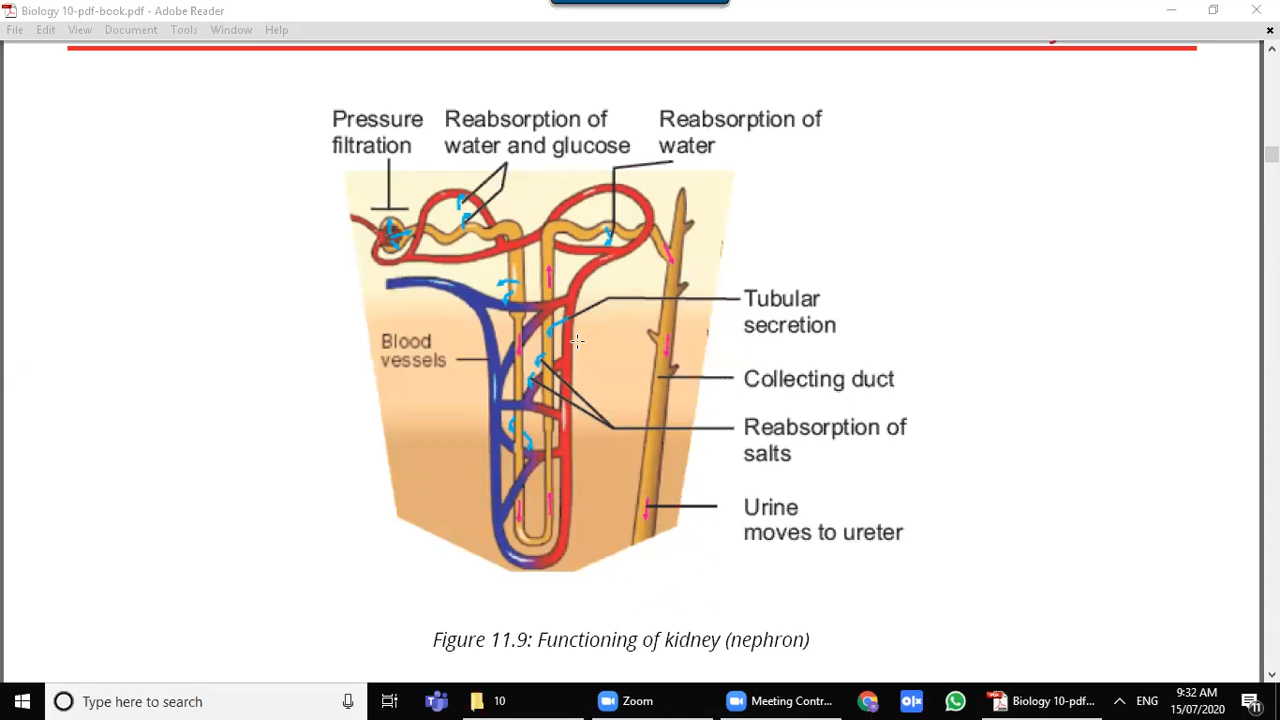 Biology 10-pdf-book.pdf - Adobe Reader
File Edit View Document Tools Window Help
Pressure
filtration
Reabsorption of
water and glucose
Reabsorption of
water
Blood
vessels
Tubular
secretion
Collecting duct
Reabsorption of
salts
Urine
moves to ureter
Figure 11.9: Functioning of kidney (nephron)
Type here to search
10
Zoom
Meeting Contr...
Biology 10-pdf...
ENG
9:32 AM
15/07/2020
11